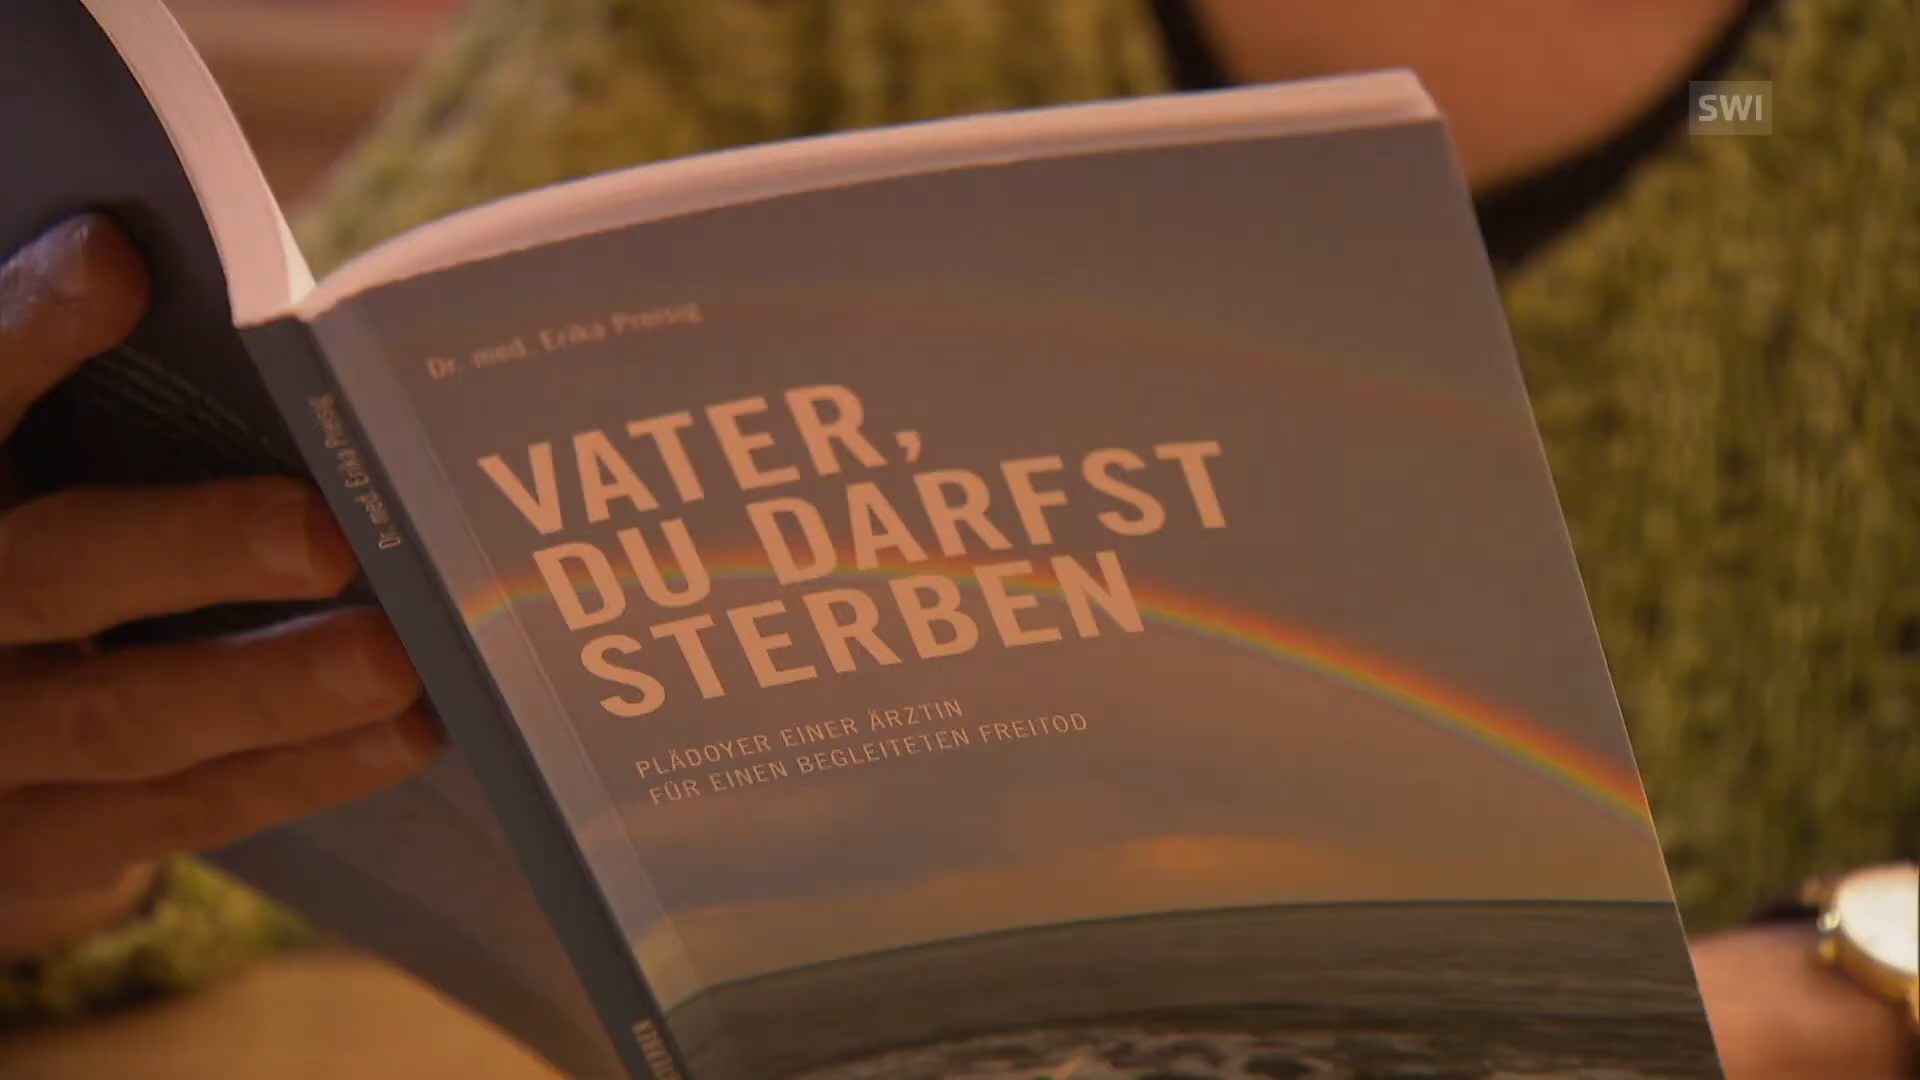 SWI
Dr. med. Erika Preisig
VATER,
DU DARFST
STERBEN
PLÄDOYER EINER ÄRZTIN
FÜR EINEN BEGLEITETEN FREITOD
Dr. med. Erika Preisig